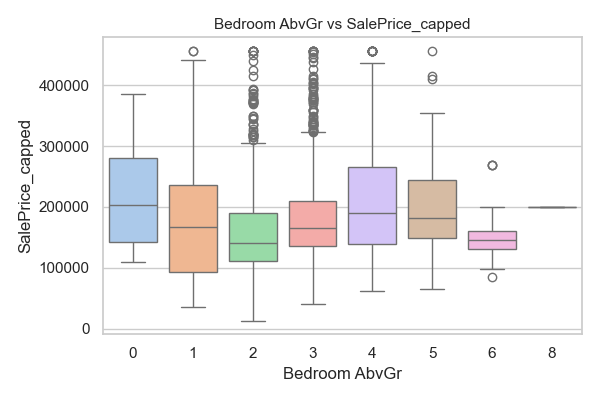 Bedroom AbvGr vs SalePrice_capped
SalePrice_capped
400000
300000
200000
100000
0
0 1 2 3 4 5 6 8
Bedroom AbvGr